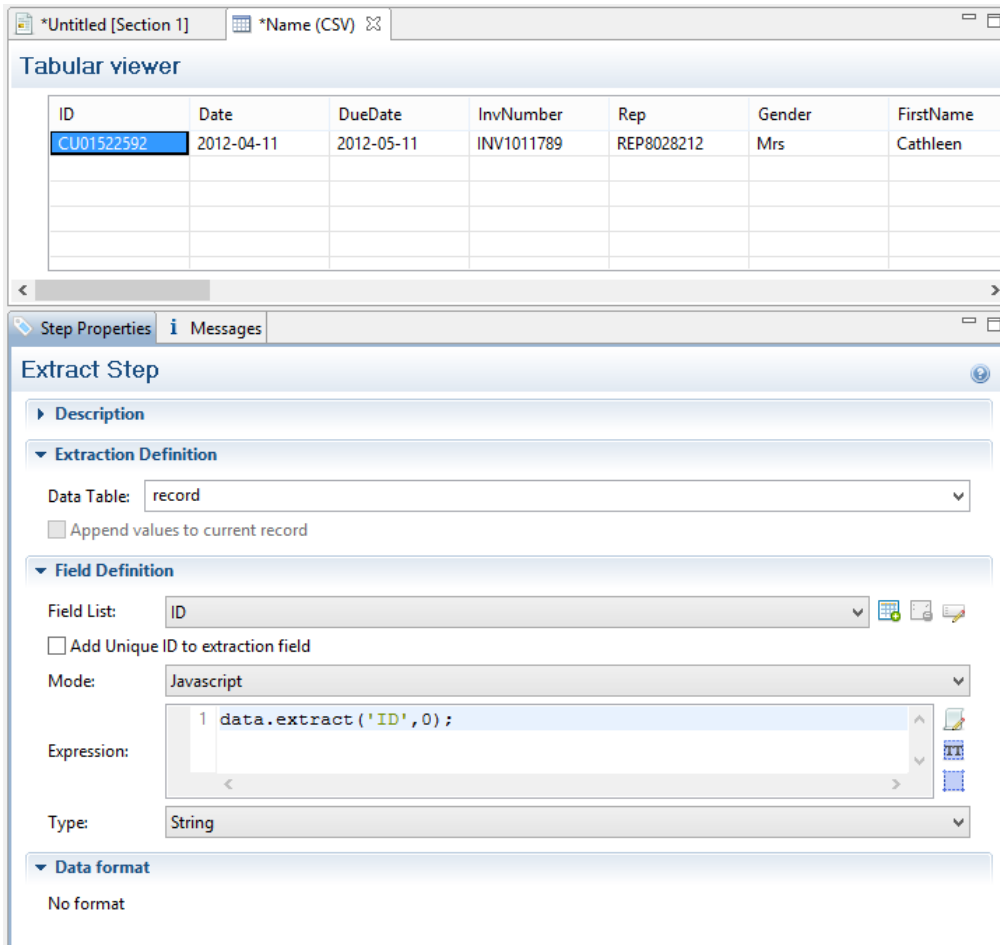 *Untitled [Section 1] *Name (CSV)
Tabular viewer
ID Date DueDate InvNumber Rep Gender FirstName
CU01522592 2012-04-11 2012-05-11 INV1011789 REP8028212 Mrs Cathleen
Step Properties i Messages
Extract Step
Description
Extraction Definition
Data Table: record
Append values to current record
Field Definition
Field List: ID
Add Unique ID to extraction field
Mode: Javascript
1 data.extract('ID',0);
Expression:
Type: String
Data format
No format